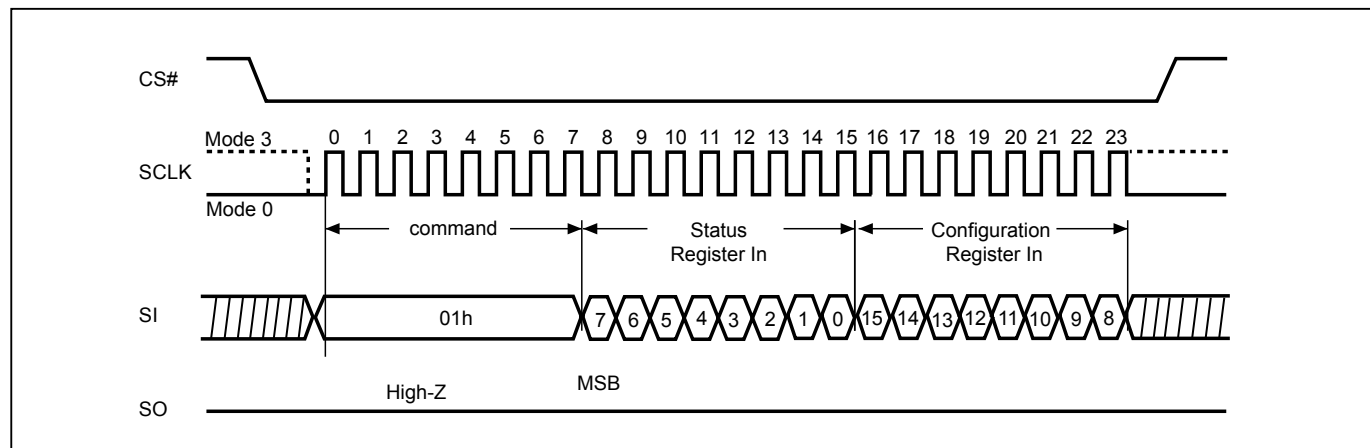 CS#
Mode 3
0 1 2 3 4 5 6 7 8 9 10 11 12 13 14 15 16 17 18 19 20 21 22 23
SCLK
Mode 0
command
Status
Register In
Configuration
Register In
SI
01h
7 6 5 4 3 2 1 0 15 14 13 12 11 10 9 8
High-Z
MSB
SO